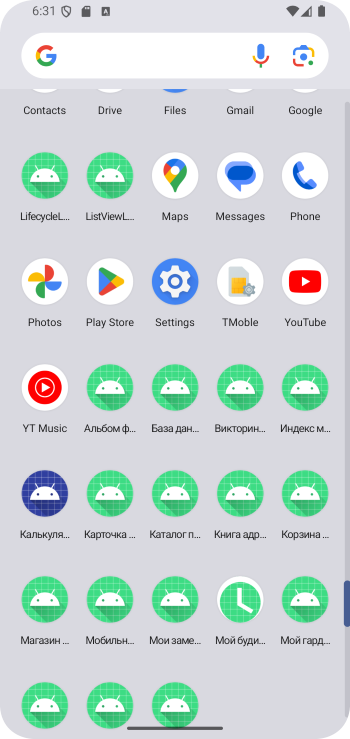 6:31
Contacts Drive Files Gmail Google
LifecycleL... ListViewL... Maps Messages Phone
Photos Play Store Settings TMoble YouTube
YT Music Альбом ф... База дан... Викторин... Индекс м...
Калькуля... Карточка ... Каталог п... Книга адр... Корзина ...
Магазин ... Мобильн... Мои заме... Мой буди... Мой гард...